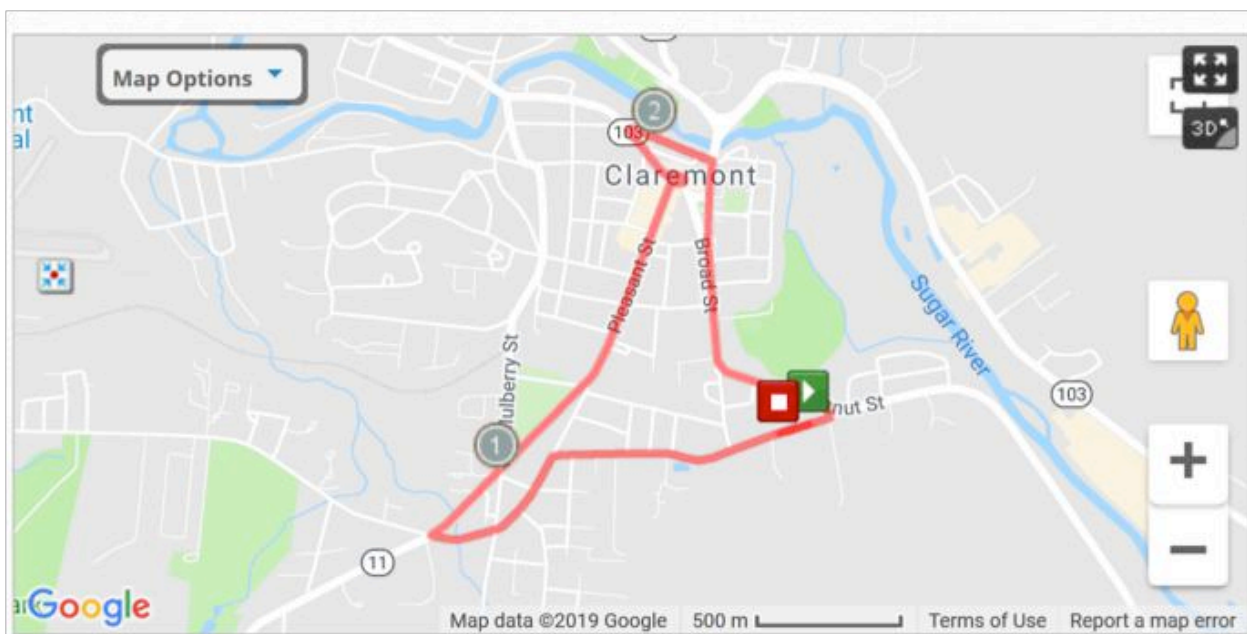 Map Options
3D
nt
al
2
103
Claremont
Pleasant St
Broad St
Sugar River
Mulberry St
nut St
103
1
11
Google
Map data ©2019 Google
500 m
Terms of Use
Report a map error